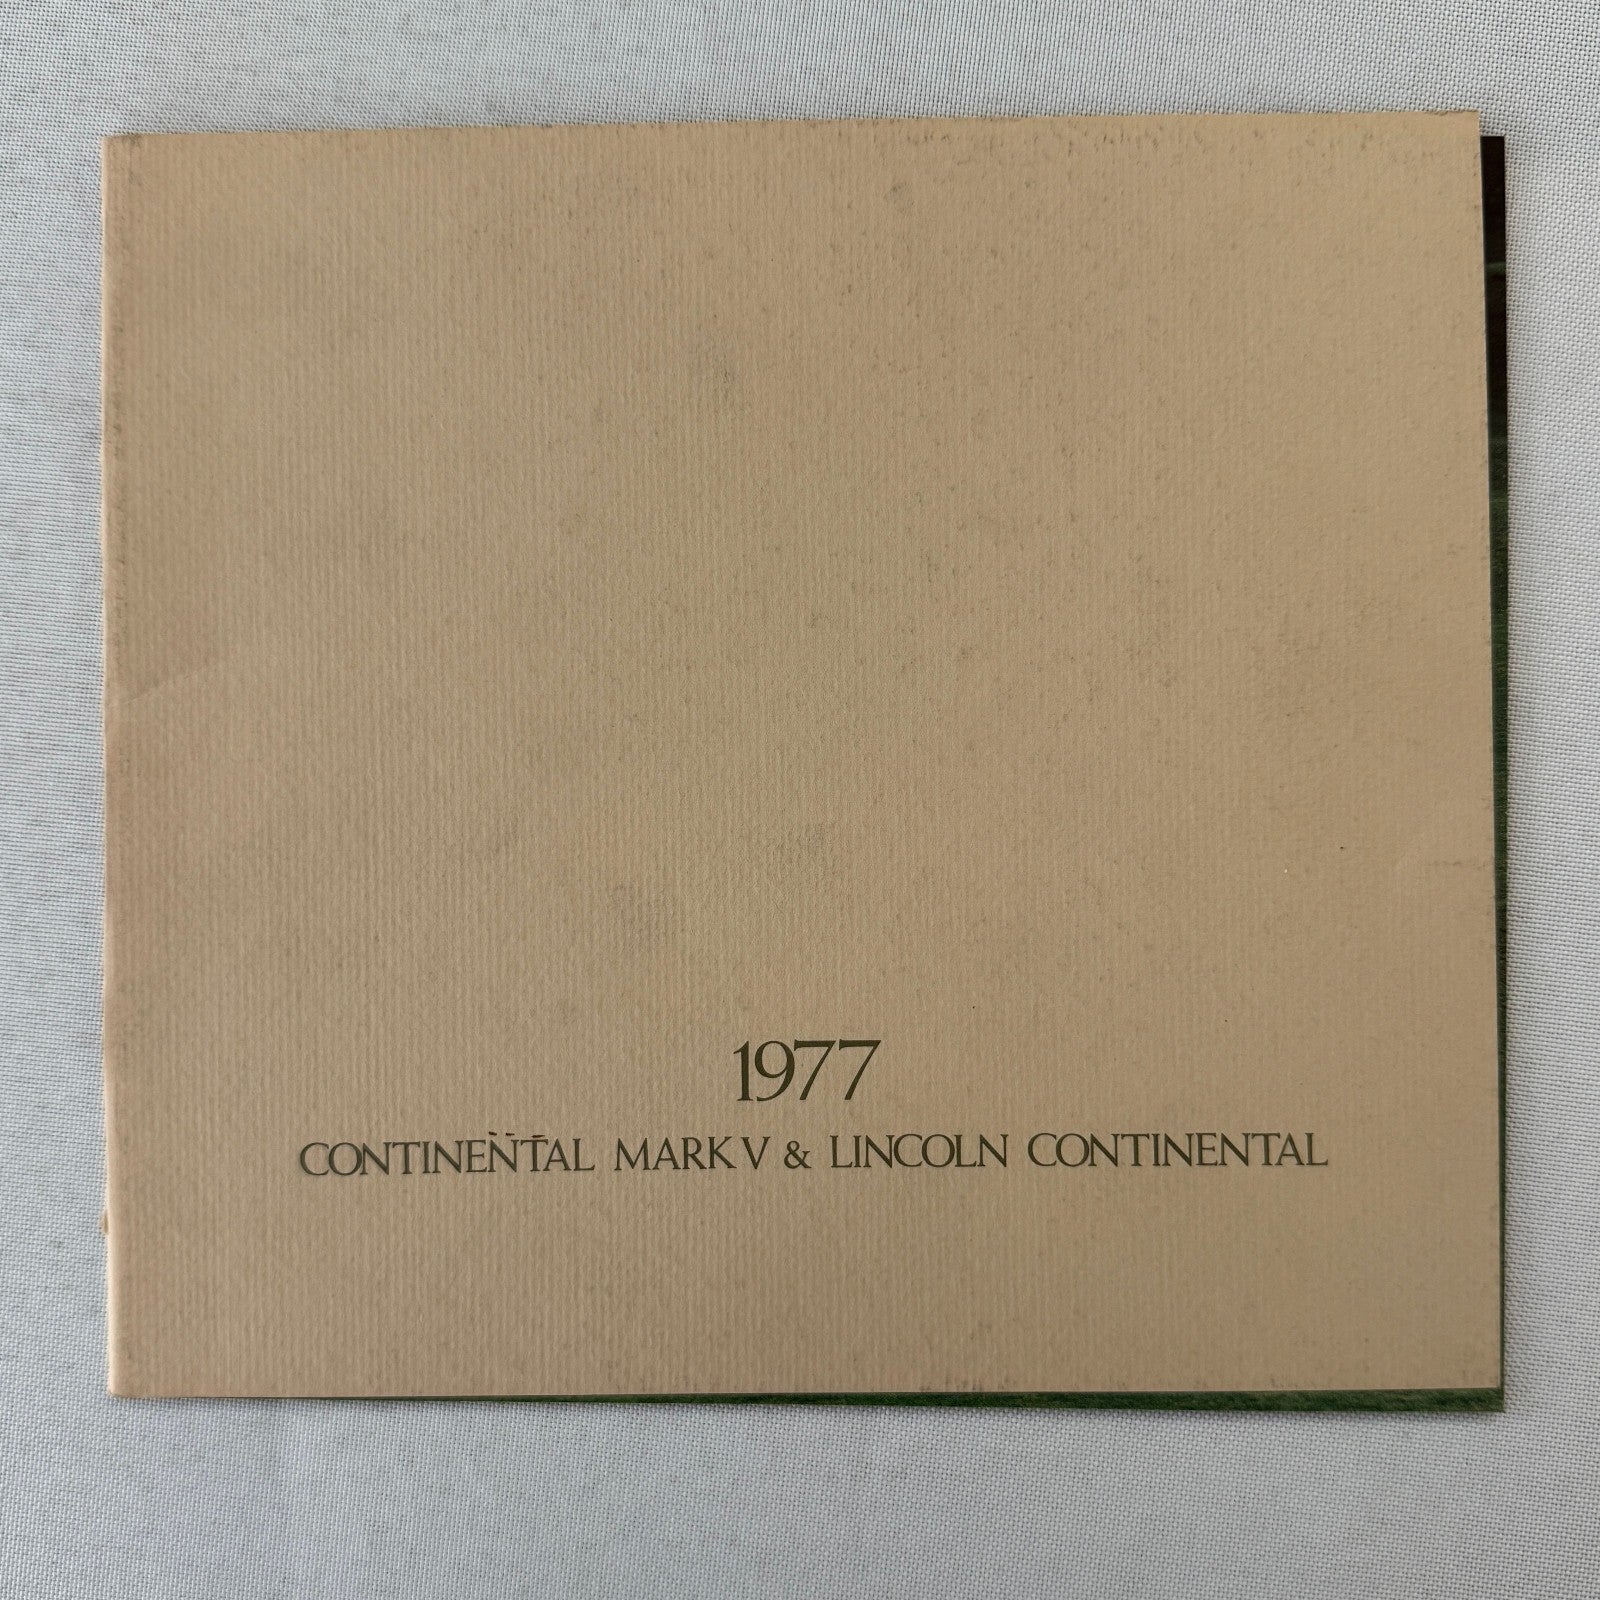 1977
CONTINENTAL MARK V & LINCOLN CONTINENTAL